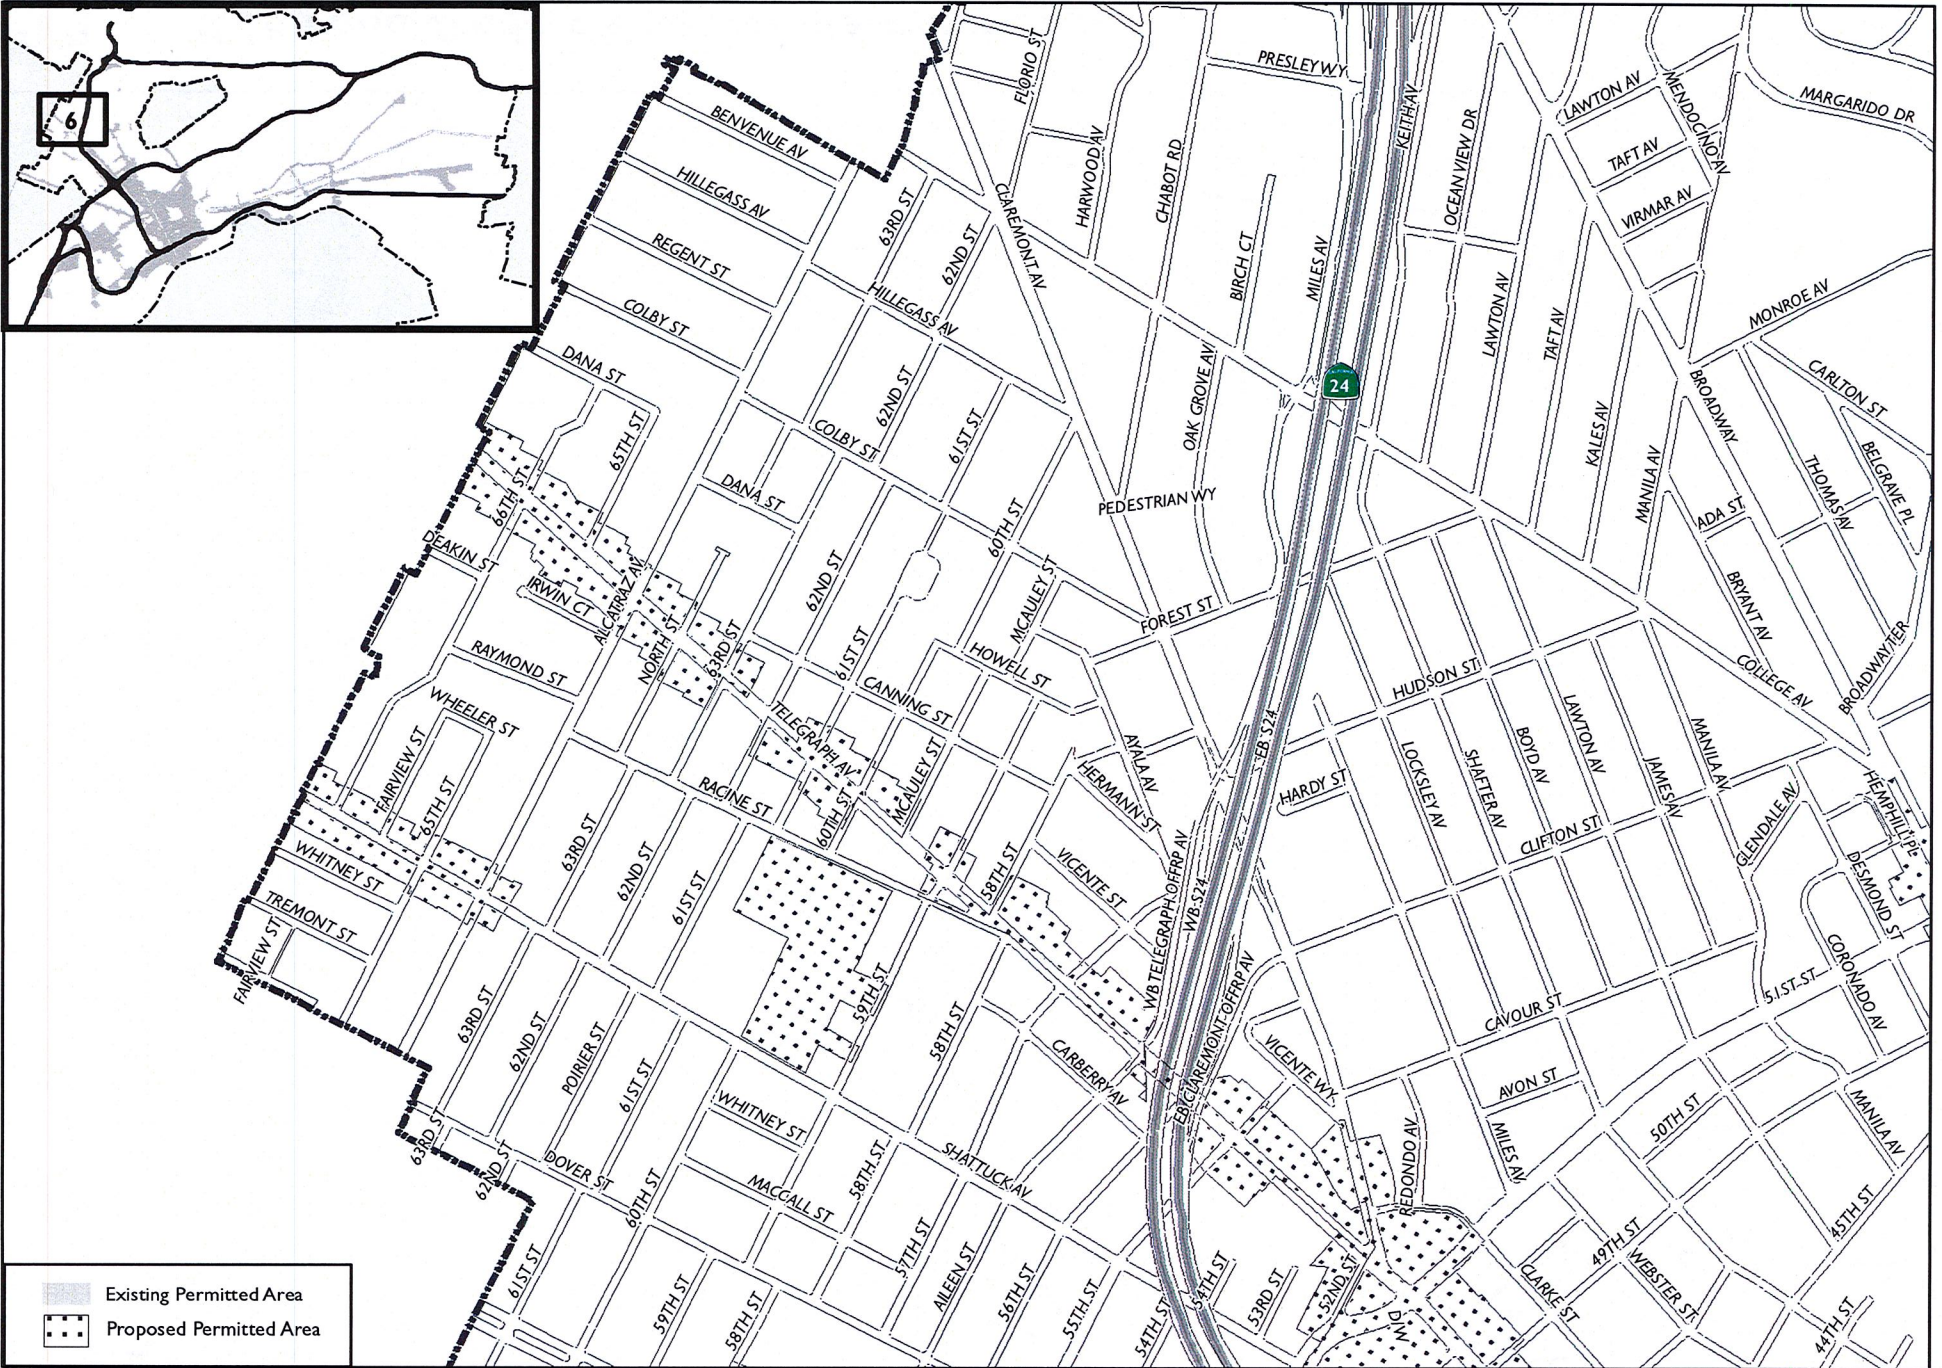 6
FLORIO ST
PRESLEY WY
KEITH AV
LAWTON AV
MENDOCINO AV
MARGARIDO DR
BENVENUE AV
HARWOOD AV
CHABOT RD
OCEAN VIEW DR
TAFT AV
VIRMAR AV
HILLEGASS AV
63RD ST
62ND ST
CLAREMONT AV
BIRCH CT
MILES AV
REGENT ST
HILLEGASS AV
LAWTON AV
TAFT AV
MONROE AV
COLBY ST
DANA ST
62ND ST
OAK GROVE AV
24
KALES AV
BROADWAY
CARLTON ST
65TH ST
COLBY ST
61ST ST
MANILA AV
THOMAS AV
BELGRAVE PL
66TH ST
DANA ST
PEDESTRIAN WY
ADA ST
DEAKIN ST
60TH ST
IRWIN CT
ALCATRAZ AV
62ND ST
MCAULEY ST
FOREST ST
BRYANT AV
RAYMOND ST
NORTH ST
63RD ST
61ST ST
HOWELL ST
HUDSON ST
COLLEGE AV
BROADWAY TER
WHEELER ST
CANNING ST
TELEGRAPH AV
EB S24
LAWTON AV
MANILA AV
FAIRVIEW ST
65TH ST
RACINE ST
60TH ST
MCAULEY ST
AYALA AV
HERMANN ST
HARDY ST
LOCKSLEY AV
SHAFTER AV
BOYD AV
JAMES AV
HEMPHILL PL
63RD ST
62ND ST
61ST ST
58TH ST
VICENTE ST
WB TELEGRAPH OFFRP AV
WB S24
CLIFTON ST
GLENDALE AV
DESMOND ST
WHITNEY ST
TREMONT ST
FAIRVIEW ST
59TH ST
EB CLAREMONT OFFRP AV
51ST ST
CORONADO AV
63RD ST
62ND ST
POIRIER ST
61ST ST
58TH ST
CARBERRY AV
VICENTE WY
CAVOUR ST
AVON ST
50TH ST
MANILA AV
WHITNEY ST
63RD ST
62ND ST
DOVER ST
60TH ST
MACCALL ST
58TH ST
SHATTUCK AV
REDONDO AV
MILES AV
45TH ST
49TH ST
WEBSTER ST
61ST ST
59TH ST
58TH ST
57TH ST
AILEEN ST
56TH ST
55TH ST
54TH ST
54TH ST
53RD ST
52ND ST
D/W
CLARKE ST
44TH ST
Existing Permitted Area
Proposed Permitted Area